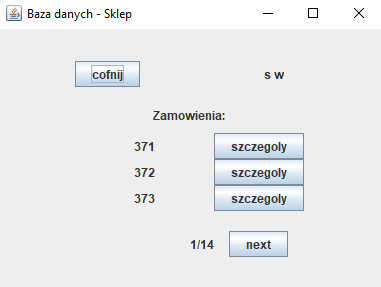 Baza danych - Sklep
cofnij s w
Zamowienia:
371 szczegoly
372 szczegoly
373 szczegoly
1/14 next